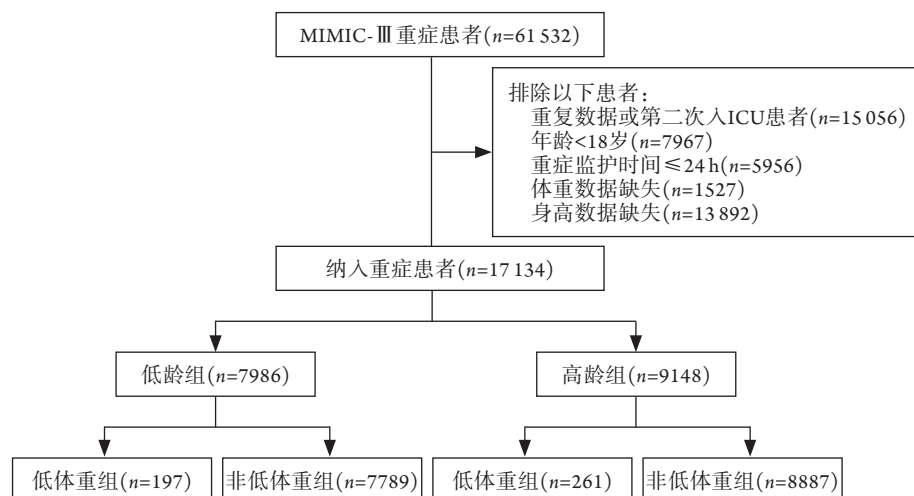 MIMIC-Ⅲ重症患者(n=61 532)
排除以下患者：
重复数据或第二次入ICU患者(n=15 056)
年龄<18岁(n=7967)
重症监护时间≤24 h(n=5956)
体重数据缺失(n=1527)
身高数据缺失(n=13 892)
纳入重症患者(n=17 134)
低龄组(n=7986)
高龄组(n=9148)
低体重组(n=197)
非低体重组(n=7789)
低体重组(n=261)
非低体重组(n=8887)